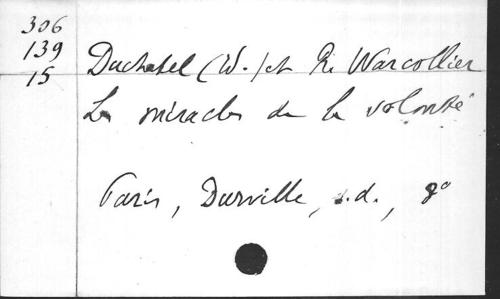 306
139
15
Duchatel (W.) et R. Warcollier
Les miracles de la volonté
Paris, Durville, s.d., 8°